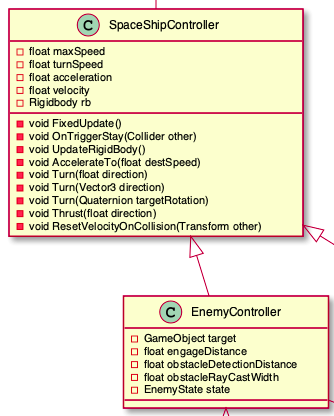 C SpaceShipController
float maxSpeed
float turnSpeed
float acceleration
float velocity
Rigidbody rb
void FixedUpdate()
void OnTriggerStay(Collider other)
void UpdateRigidBody()
void AccelerateTo(float destSpeed)
void Turn(float direction)
void Turn(Vector3 direction)
void Turn(Quaternion targetRotation)
void Thrust(float direction)
void ResetVelocityOnCollision(Transform other)
C EnemyController
GameObject target
float engageDistance
float obstacleDetectionDistance
float obstacleRayCastWidth
EnemyState state